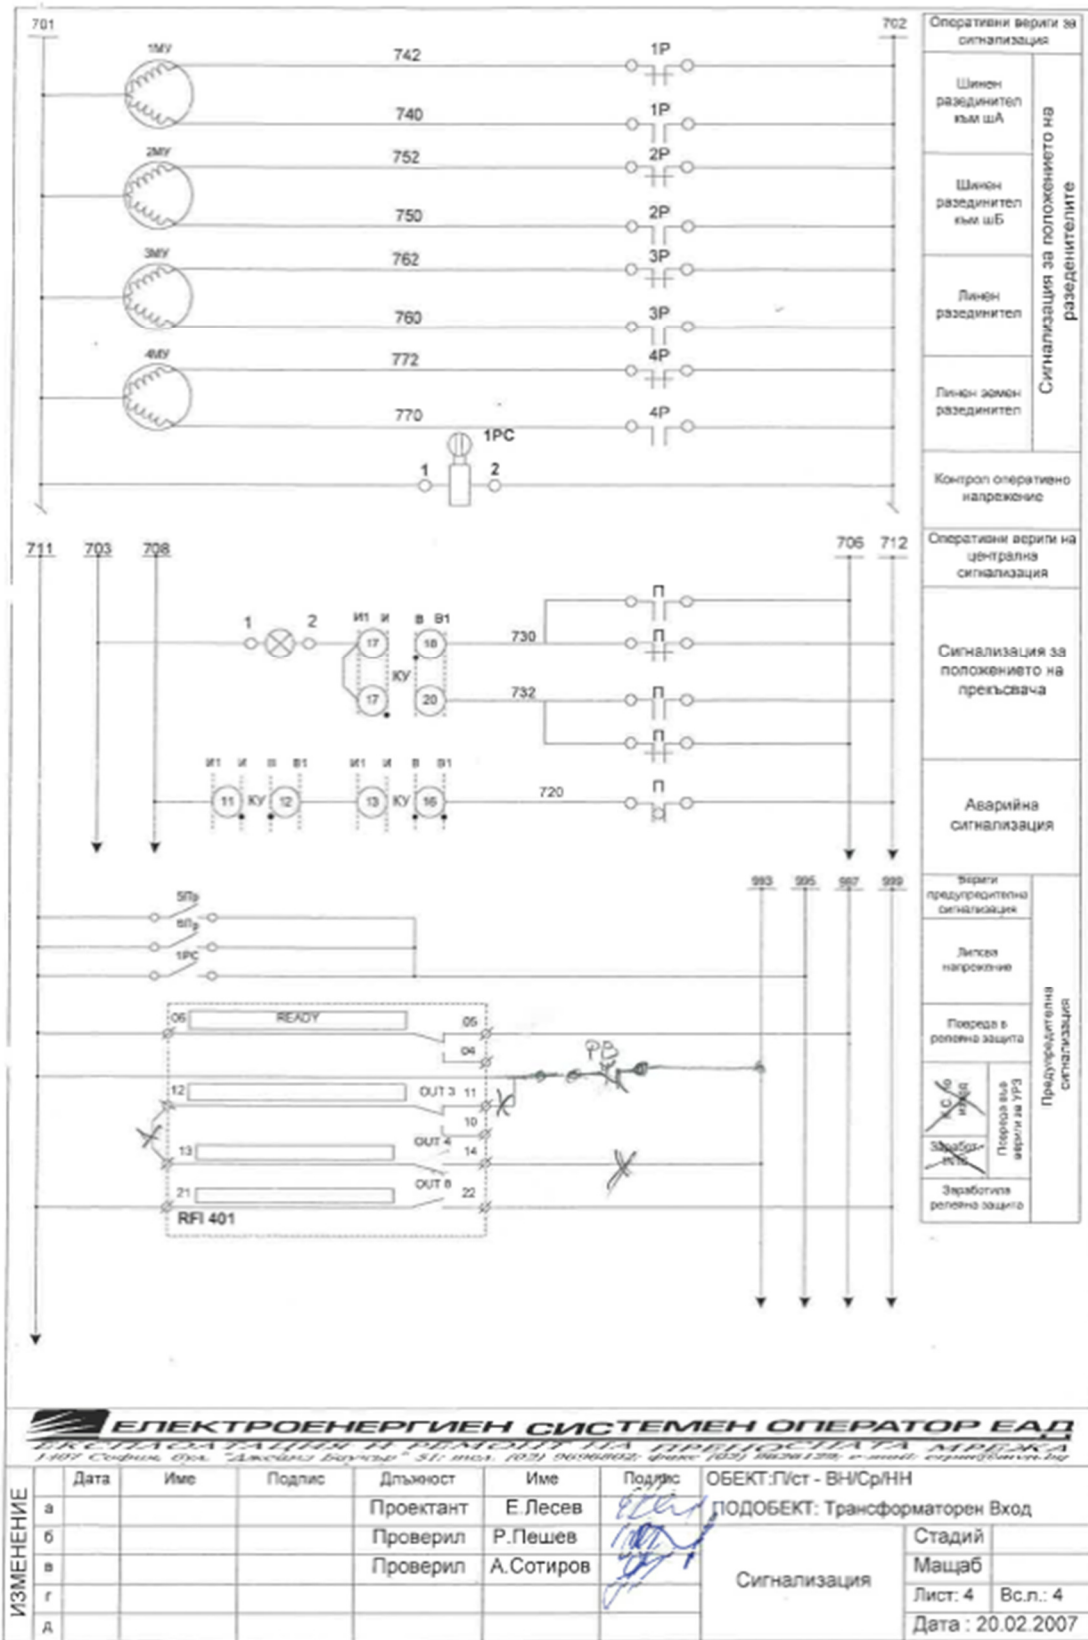 701
702
Оперативни вериги за
сигнализация
1МУ
742
1Р
740
1Р
Шинен
разединител
към шА
2МУ
752
2Р
750
2Р
Шинен
разединител
към шБ
3МУ
762
3Р
760
3Р
Линеен
разединител
4МУ
772
4Р
770
4Р
Линеен земен
разединител
Сигнализация за положението на
разеденителите
1РС
1
2
Контрол оперативно
напрежение
711
703
708
706
712
Оперативни вериги на
централна
сигнализация
1
2
И1 И В В1
17
18
КУ
17
20
730
732
П
П
П
П
Сигнализация за
положението на
прекъсвача
И1 И В В1
И1 И В В1
11
КУ
12
13
КУ
16
720
П
Аварийна
сигнализация
993
995
997
999
Вериги
предупредителна
сигнализация
5Пр
6Пр
1РС
Липсва
напрежение
06
READY
05
04
Повреда в
релейна защита
РВ
12
OUT 3
11
10
OUT 4
13
14
OUT 8
21
22
RFI 401
Повреда във
вериги за УРЗ
Заработила
релейна защита
Предупредителна
сигнализация
ЕЛЕКТРОЕНЕРГИЕН СИСТЕМЕН ОПЕРАТОР ЕАД
ЕКСПЛОАТАЦИЯ И РЕМОНТ НА ПРЕНОСНАТА МРЕЖА
ИЗМЕНЕНИЕ
Дата Име Подпис Длъжност Име Подпис
а Проектант Е.Лесев
б Проверил Р.Пешев
в Проверил А.Сотиров
г
д
ОБЕКТ:П/ст - ВН/Ср/НН
ПОДОБЕКТ: Трансформаторен Вход
Сигнализация
Стадий
Мащаб
Лист: 4 Вс.л.: 4
Дата : 20.02.2007